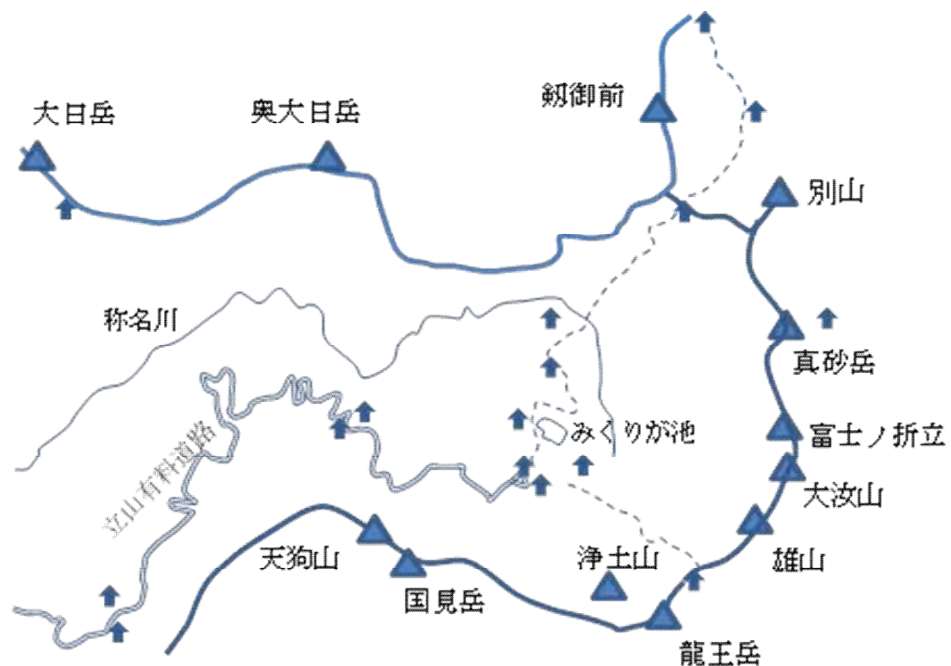 大日岳
奥大日岳
剱御前
別山
称名川
真砂岳
みくりが池
富士ノ折立
立山有料道路
大汝山
天狗山
浄土山
雄山
国見岳
龍王岳